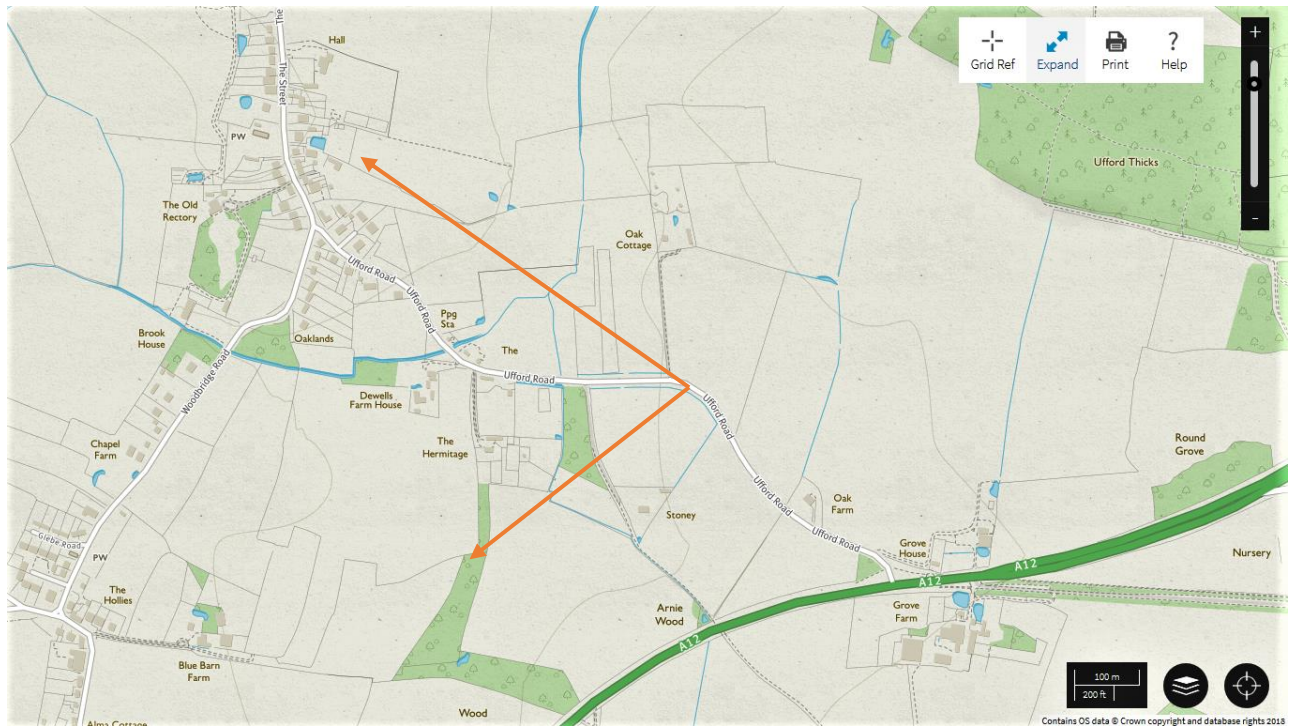 The
Hall
The Street
PW
The Old
Rectory
Ufford Road
Ufford Road
Oak
Cottage
Ufford Thicks
Grid Ref
Expand
Print
?
Help
+
-
Ppg
Sta
The
Brook
House
Oaklands
Woodbridge Road
Ufford Road
Dewells
Farm House
Ufford Road
The
Hermitage
Chapel
Farm
Round
Grove
Ufford Road
Oak
Farm
Stoney
Ufford Road
Glebe Road
PW
Grove
House
A12
A12
Nursery
The
Hollies
Arnie
Wood
Grove
Farm
A12
Blue Barn
Farm
Wood
Alma Cottage
100 m
200 ft
Contains OS data © Crown copyright and database rights 2018